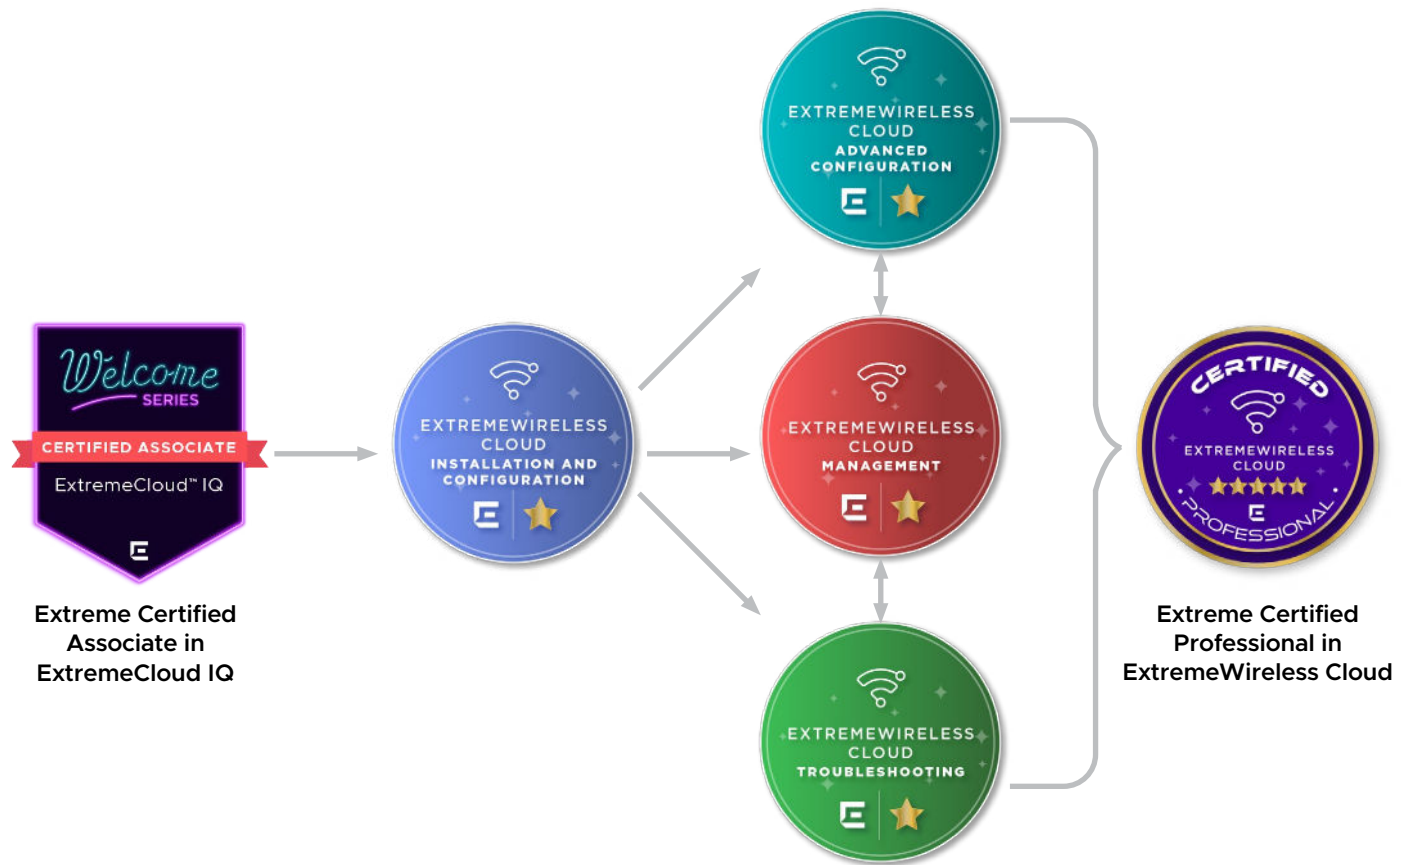 Welcome
SERIES
CERTIFIED ASSOCIATE
ExtremeCloud™ IQ
Extreme Certified
Associate in
ExtremeCloud IQ
EXTREMEWIRELESS
CLOUD
INSTALLATION AND
CONFIGURATION
EXTREMEWIRELESS
CLOUD
ADVANCED
CONFIGURATION
EXTREMEWIRELESS
CLOUD
MANAGEMENT
EXTREMEWIRELESS
CLOUD
TROUBLESHOOTING
CERTIFIED
EXTREMEWIRELESS
CLOUD
PROFESSIONAL
Extreme Certified
Professional in
ExtremeWireless Cloud